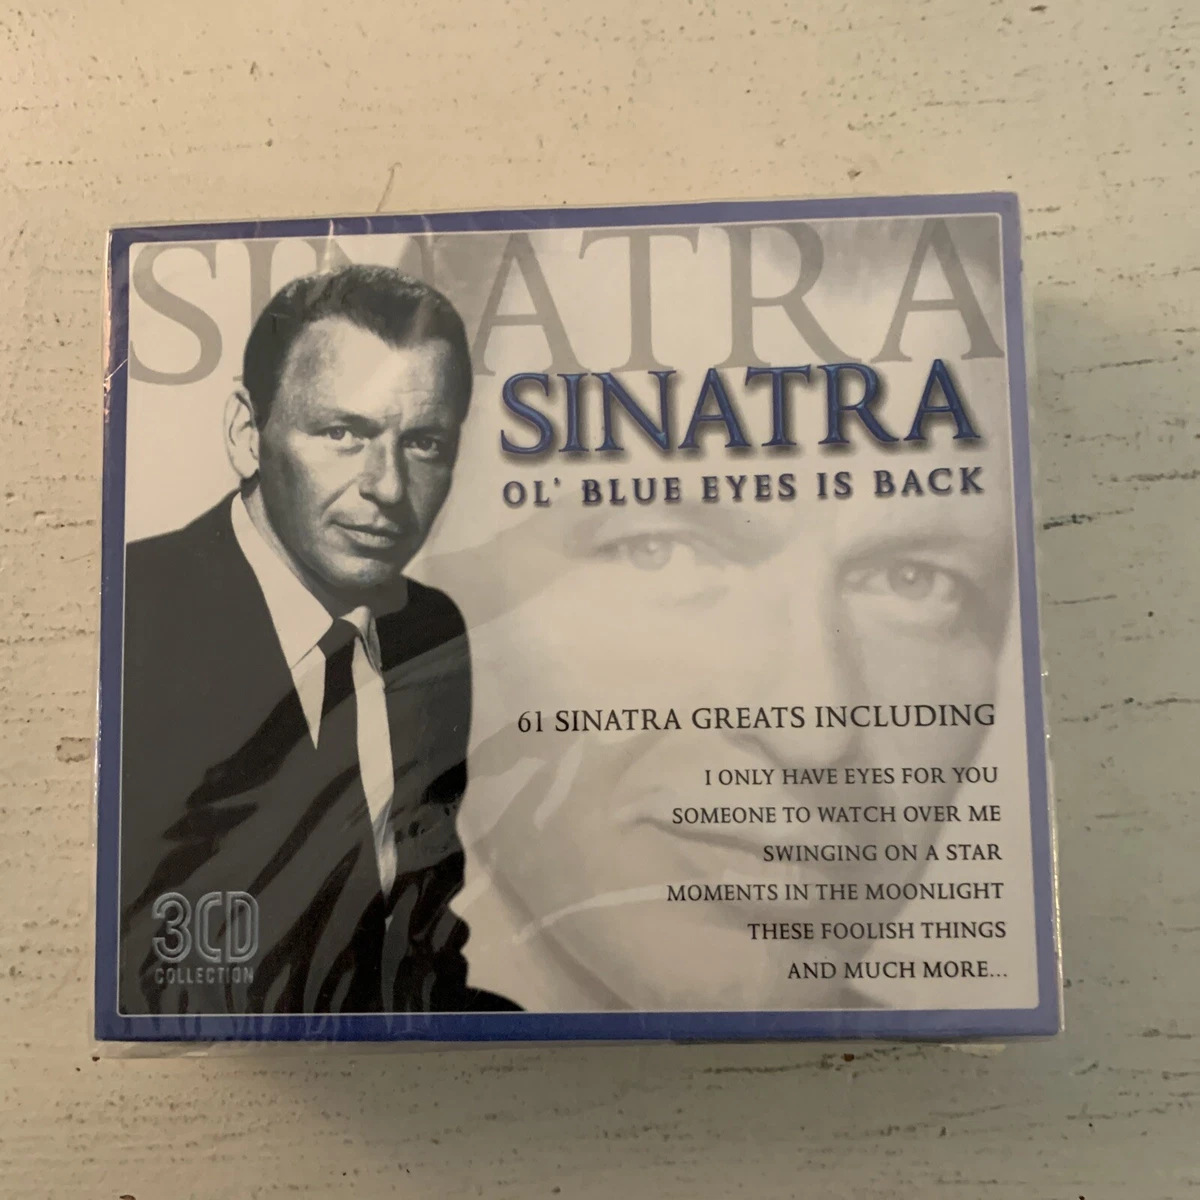 SINATRA
SINATRA
OL' BLUE EYES IS BACK
61 SINATRA GREATS INCLUDING
I ONLY HAVE EYES FOR YOU
SOMEONE TO WATCH OVER ME
SWINGING ON A STAR
MOMENTS IN THE MOONLIGHT
THESE FOOLISH THINGS
AND MUCH MORE...
3CD
COLLECTION